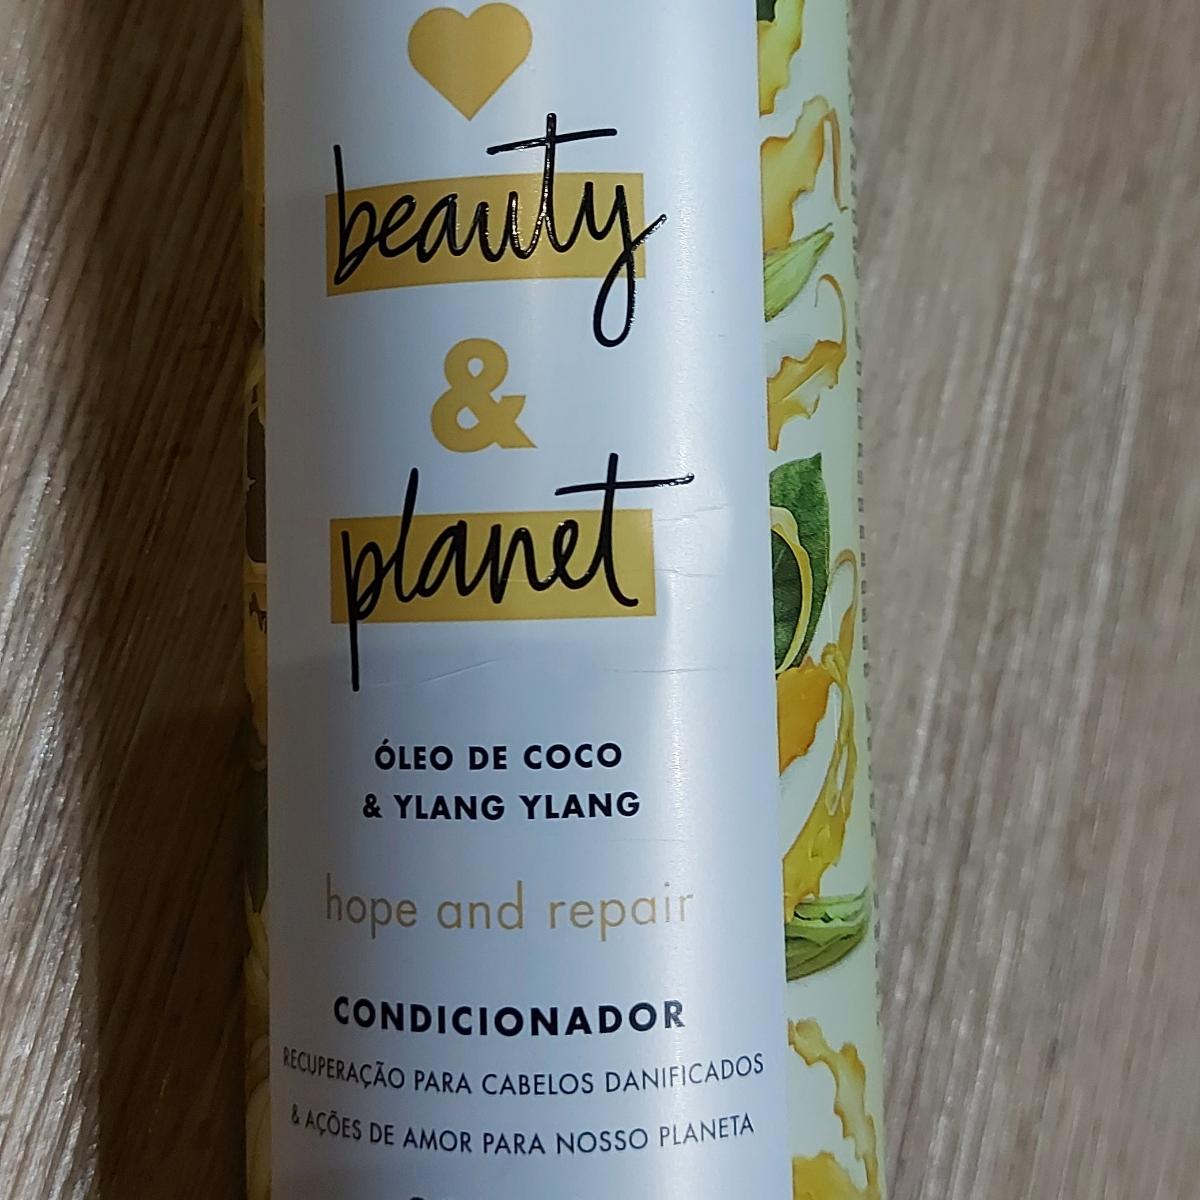 beauty
&
planet
ÓLEO DE COCO
& YLANG YLANG
hope and repair
CONDICIONADOR
RECUPERAÇÃO PARA CABELOS DANIFICADOS
& AÇÕES DE AMOR PARA NOSSO PLANETA